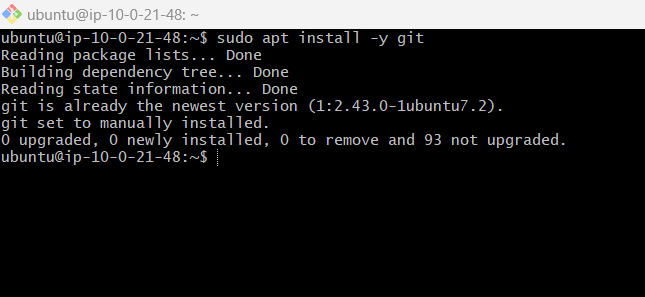 ubuntu@ip-10-0-21-48: ~
ubuntu@ip-10-0-21-48:~$ sudo apt install -y git
Reading package lists... Done
Building dependency tree... Done
Reading state information... Done
git is already the newest version (1:2.43.0-1ubuntu7.2).
git set to manually installed.
0 upgraded, 0 newly installed, 0 to remove and 93 not upgraded.
ubuntu@ip-10-0-21-48:~$